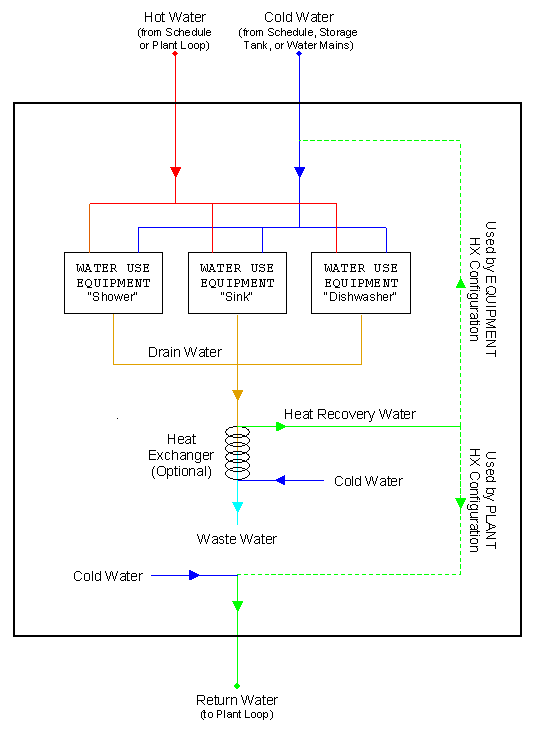 Hot Water
(from Schedule
or Plant Loop)
Cold Water
(from Schedule, Storage
Tank, or Water Mains)
Used by EQUIPMENT
HX Configuration
WATER USE
EQUIPMENT
"Shower"
WATER USE
EQUIPMENT
"Sink"
WATER USE
EQUIPMENT
"Dishwasher"
Drain Water
Heat Recovery Water
Heat
Exchanger
(Optional)
Cold Water
Used by PLANT
HX Configuration
Waste Water
Cold Water
Return Water
(to Plant Loop)